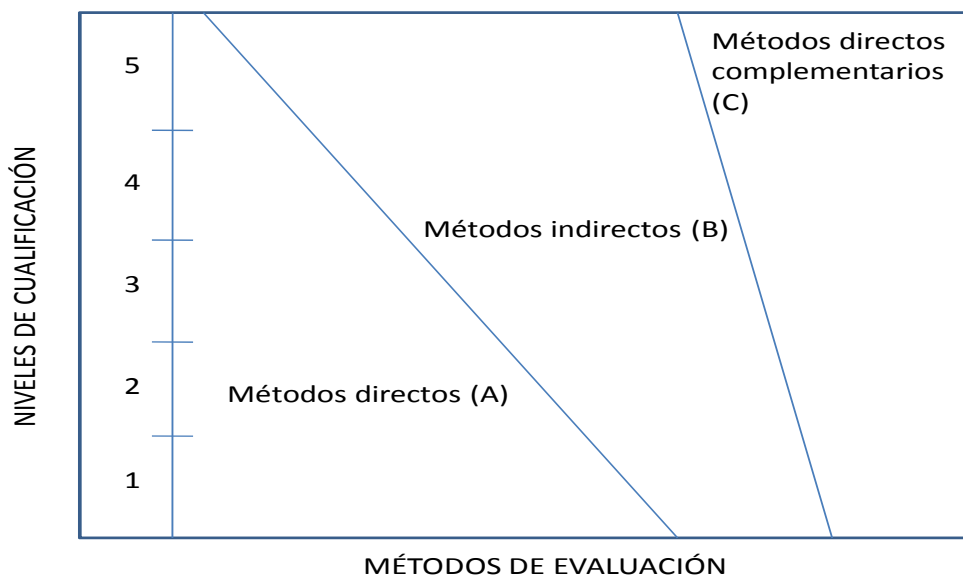 Métodos directos
complementarios
(C)
5
4
Métodos indirectos (B)
3
Métodos directos (A)
2
1
NIVELES DE CUALIFICACIÓN
MÉTODOS DE EVALUACIÓN